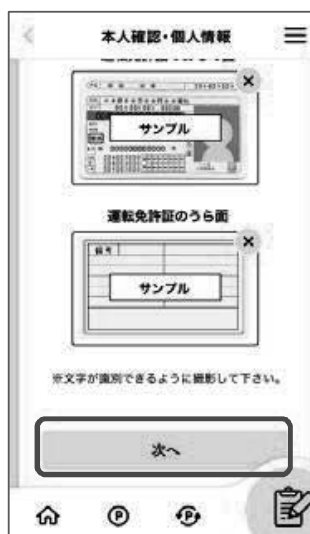 本人確認・個人情報
サンプル
運転免許証のうら面
備考
サンプル
※文字が識別できるように撮影して下さい。
次へ
P
P